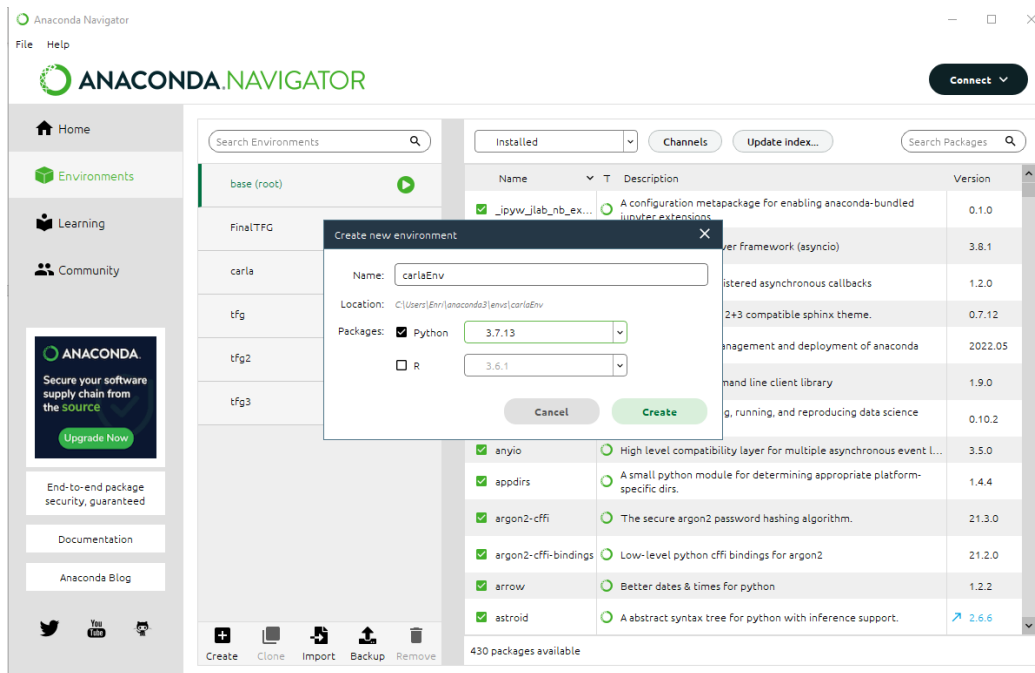 Anaconda Navigator
File Help
ANACONDA.NAVIGATOR
Connect
Home
Environments
Learning
Community
ANACONDA.
Secure your software
supply chain from
the source
Upgrade Now
End-to-end package
security, guaranteed
Documentation
Anaconda Blog
You
Tube
Search Environments
base (root)
FinalTFG
carla
tfg
tfg2
tfg3
Create Clone Import Backup Remove
Installed Channels Update index... Search Packages
Name T Description Version
_ipyw_jlab_nb_ex... A configuration metapackage for enabling anaconda-bundled
jupyter extensions 0.1.0
framework (asyncio) 3.8.1
asynchronous callbacks 1.2.0
2+3 compatible sphinx theme. 0.7.12
and deployment of anaconda 2022.05
line client library 1.9.0
running, and reproducing data science 0.10.2
anyio High level compatibility layer for multiple asynchronous event l... 3.5.0
appdirs A small python module for determining appropriate platform-
specific dirs. 1.4.4
argon2-cffi The secure argon2 password hashing algorithm. 21.3.0
argon2-cffi-bindings Low-level python cffi bindings for argon2 21.2.0
arrow Better dates & times for python 1.2.2
astroid A abstract syntax tree for python with inference support. 2.6.6
430 packages available
Create new environment
Name: carlaEnv
Location: C:\Users\Enri\anaconda3\envs\carlaEnv
Packages: Python 3.7.13
R 3.6.1
Cancel Create